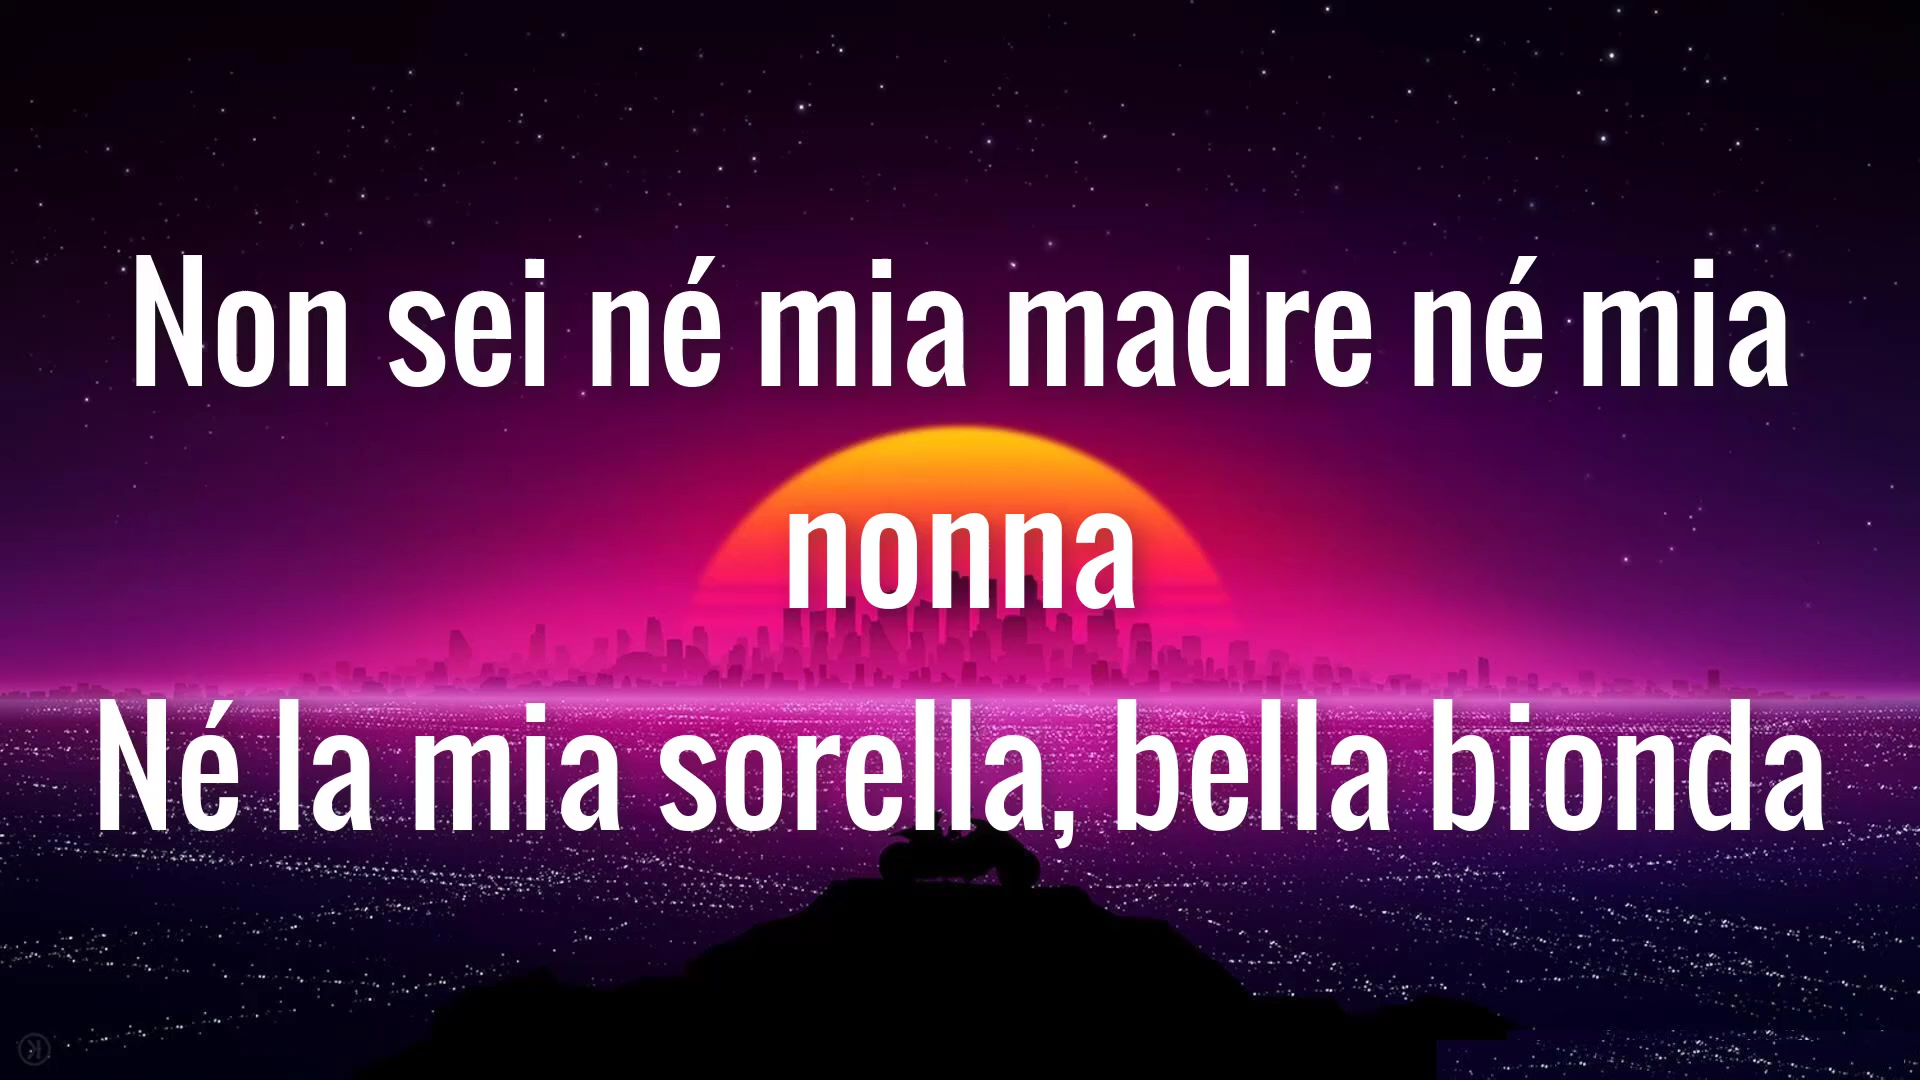 Non sei né mia madre né mia
nonna
Né la mia sorella, bella bionda